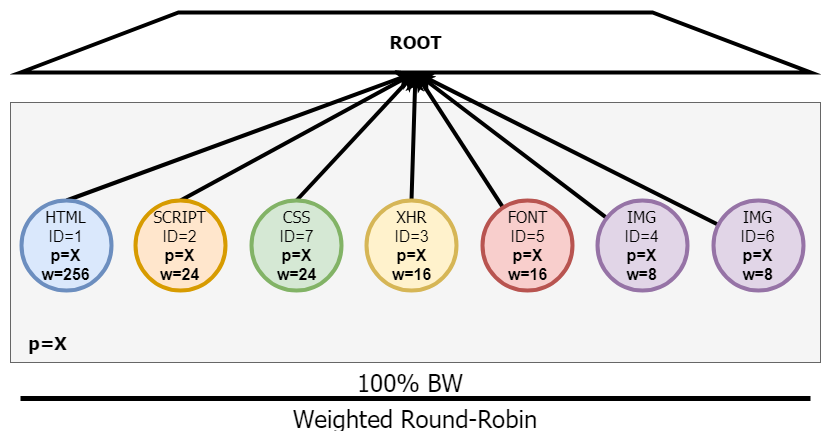 ROOT
HTML
ID=1
p=X
w=256
SCRIPT
ID=2
p=X
w=24
CSS
ID=7
p=X
w=24
XHR
ID=3
p=X
w=16
FONT
ID=5
p=X
w=16
IMG
ID=4
p=X
w=8
IMG
ID=6
p=X
w=8
p=X
100% BW
Weighted Round-Robin